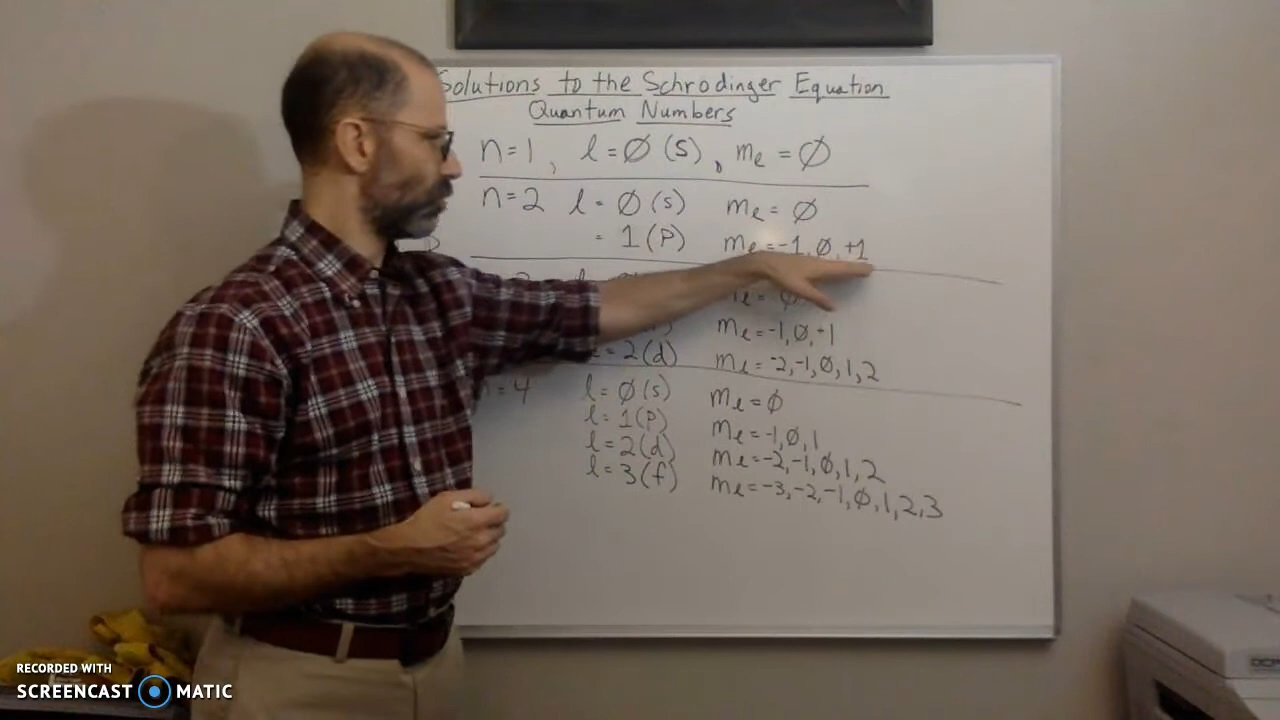 Solutions to the Schrodinger Equation
Quantum Numbers
n=1, l=Ø (s), mℓ=Ø
n=2 l=Ø (s) mℓ=Ø
=1 (p) mℓ=-1,Ø,+1
mℓ=Ø
mℓ=-1,Ø,+1
=2(d) mℓ=-2,-1,Ø,1,2
n=4 l=Ø(s) mℓ=Ø
l=1(p) mℓ=-1,Ø,1
l=2(d) mℓ=-2,-1,Ø,1,2
l=3(f) mℓ=-3,-2,-1,Ø,1,2,3
RECORDED WITH
SCREENCAST MATIC